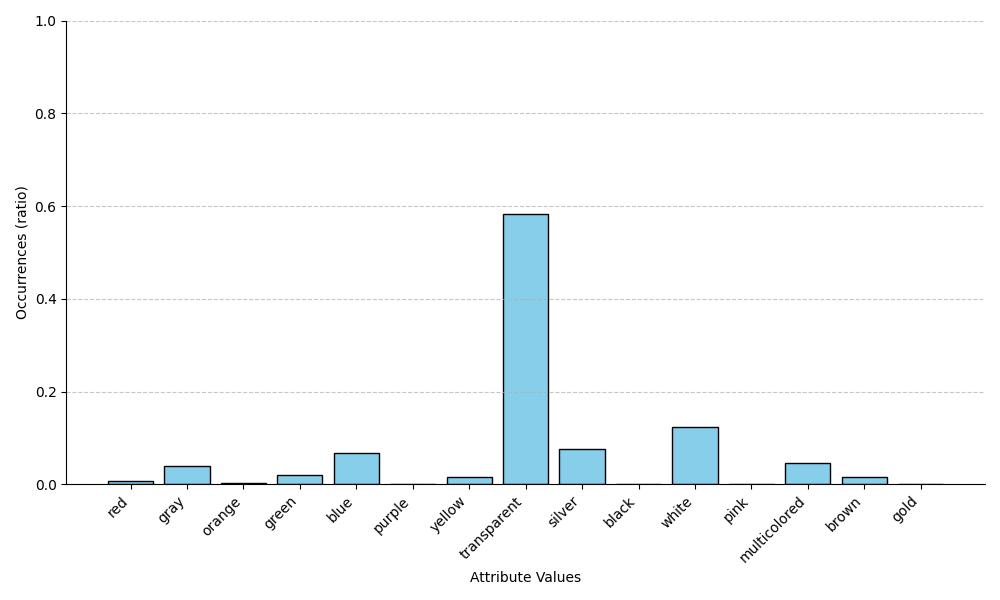 1.0
0.8
0.6
0.4
0.2
0.0
Occurrences (ratio)
red
gray
orange
green
blue
purple
yellow
transparent
silver
black
white
pink
multicolored
brown
gold
Attribute Values